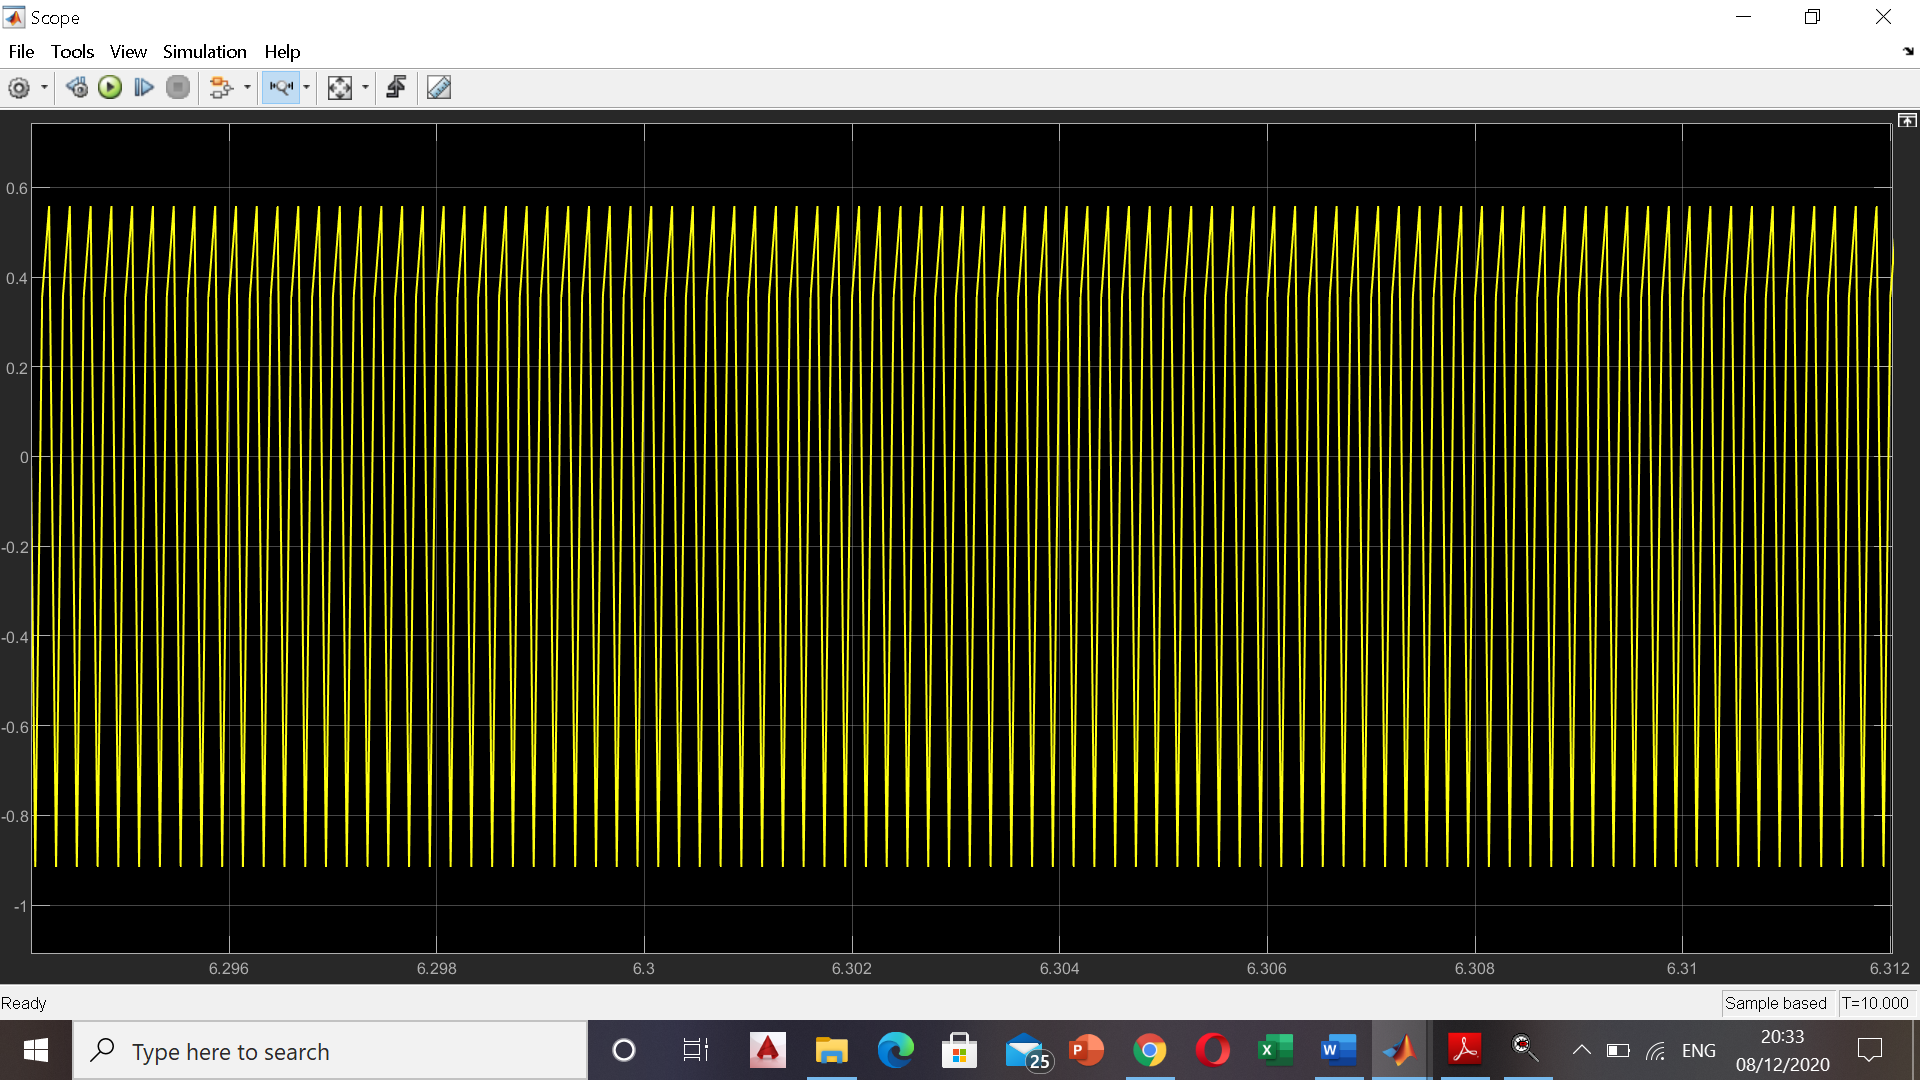 Scope
File Tools View Simulation Help
0.6
0.4
0.2
0
-0.2
-0.4
-0.6
-0.8
-1
6.296 6.298 6.3 6.302 6.304 6.306 6.308 6.31 6.312
Ready Sample based T=10.000
Type here to search 25 P X W ENG 20:33
08/12/2020